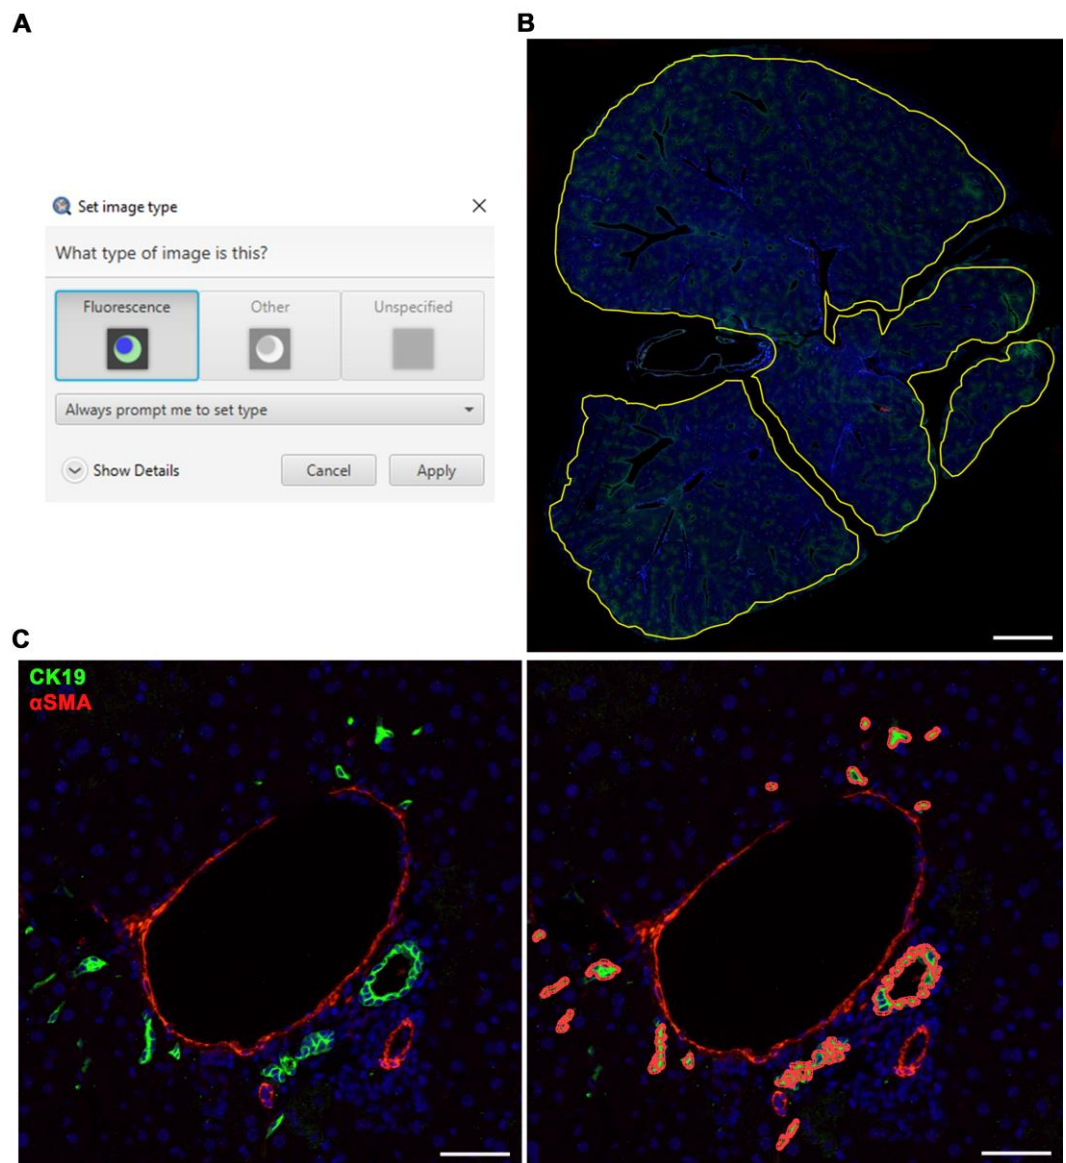 A
B
Set image type
What type of image is this?
Fluorescence Other Unspecified
Always prompt me to set type
Show Details Cancel Apply
C
CK19
αSMA